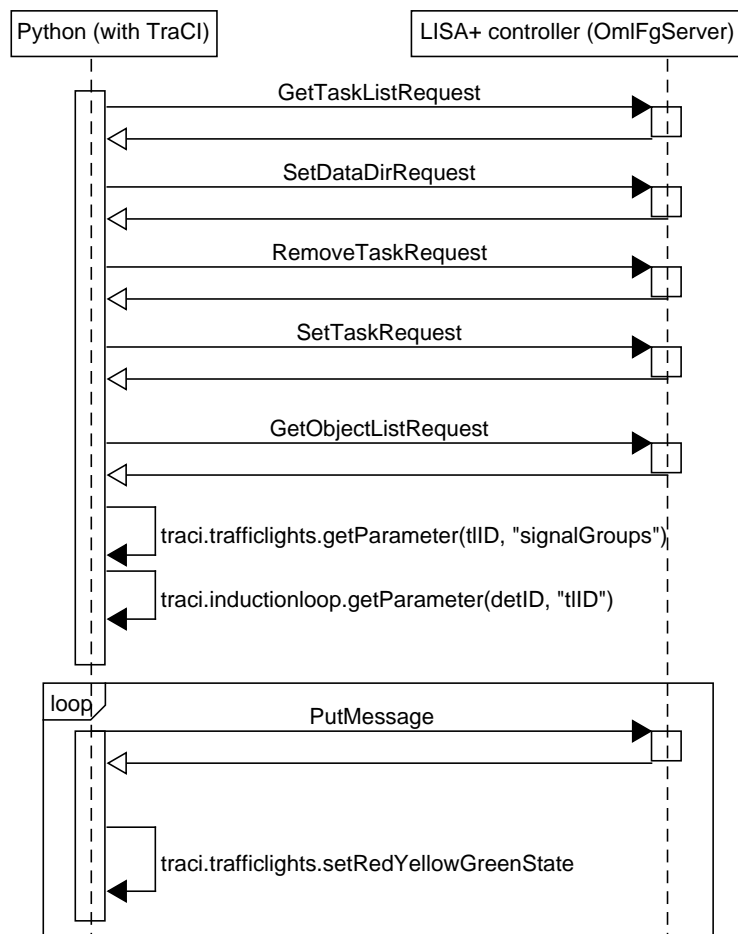 Python (with TraCI)
LISA+ controller (OmlFgServer)
GetTaskListRequest
SetDataDirRequest
RemoveTaskRequest
SetTaskRequest
GetObjectListRequest
traci.trafficlights.getParameter(tlID, "signalGroups")
traci.inductionloop.getParameter(detID, "tlID")
loop
PutMessage
traci.trafficlights.setRedYellowGreenState